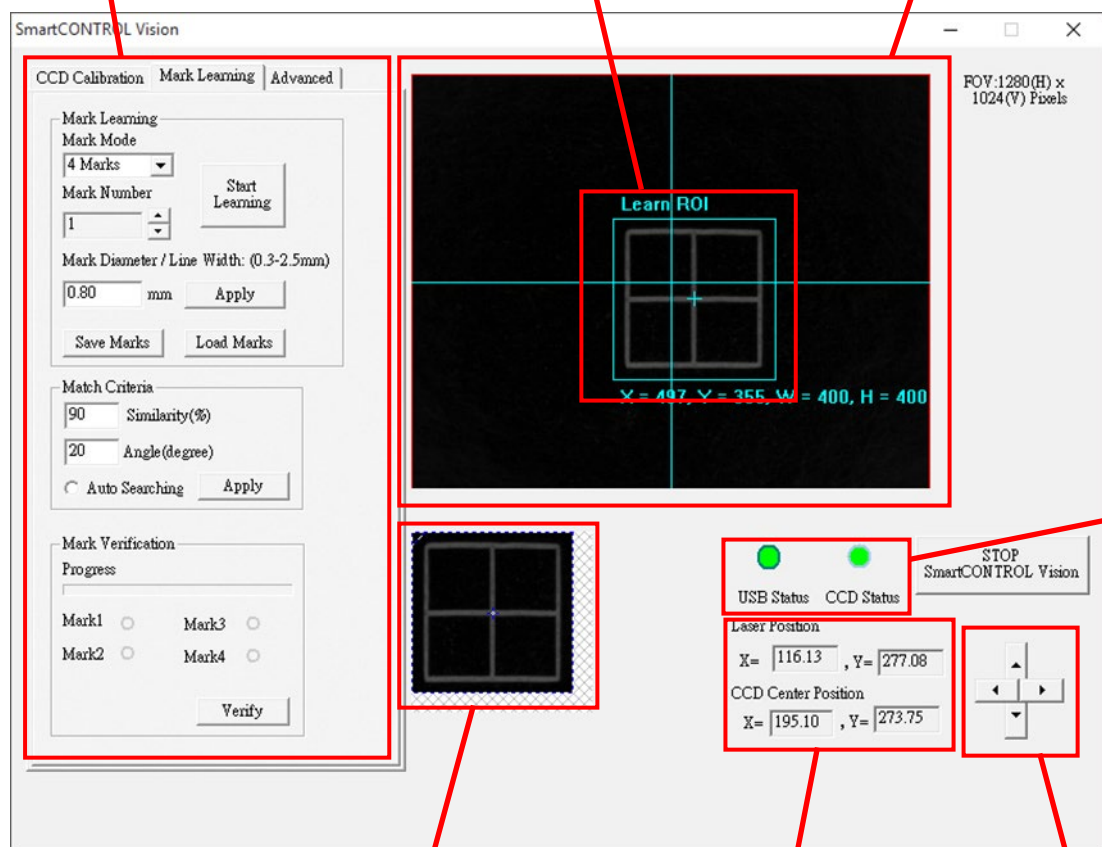 SmartCONTROL Vision
CCD Calibration Mark Learning Advanced
FOV:1280(H) x
1024(V) Pixels
Mark Learning
Mark Mode
4 Marks
Mark Number
1
Start
Learning
Mark Diameter / Line Width: (0.3-2.5mm)
0.80 mm Apply
Save Marks Load Marks
Match Criteria
90 Similarity(%)
20 Angle(degree)
Auto Searching Apply
Mark Verification
Progress
Mark1 Mark3
Mark2 Mark4
Verify
Learn ROI
X = 497, Y = 355, W = 400, H = 400
USB Status CCD Status
STOP
SmartCONTROL Vision
Laser Position
X= 116.13 , Y= 277.08
CCD Center Position
X= 195.10 , Y= 273.75